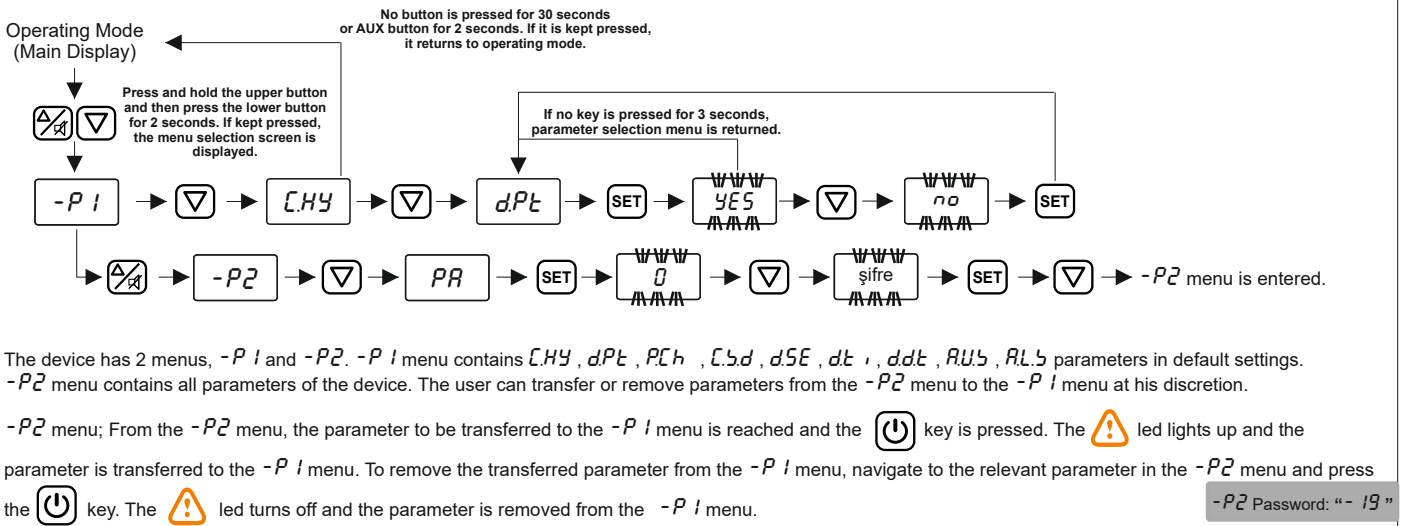 No button is pressed for 30 seconds
or AUX button for 2 seconds. If it is kept pressed,
it returns to operating mode.
Operating Mode
(Main Display)
Press and hold the upper button
and then press the lower button
for 2 seconds. If kept pressed,
the menu selection screen is
displayed.
If no key is pressed for 3 seconds,
parameter selection menu is returned.
-P1 C.HY d.Pt SET YES no SET
-P2 PA SET 0 şifre SET -P2 menu is entered.
The device has 2 menus, -P1 and -P2. -P1 menu contains C.HY , d.Pt , P.Ch , C.S.d , d.SE , d.t i , d.d.t , A.U.S , A.L.S parameters in default settings.
-P2 menu contains all parameters of the device. The user can transfer or remove parameters from the -P2 menu to the -P1 menu at his discretion.
-P2 menu; From the -P2 menu, the parameter to be transferred to the -P1 menu is reached and the key is pressed. The led lights up and the
parameter is transferred to the -P1 menu. To remove the transferred parameter from the -P1 menu, navigate to the relevant parameter in the -P2 menu and press
the key. The led turns off and the parameter is removed from the -P1 menu.
-P2 Password: “- 19 ”